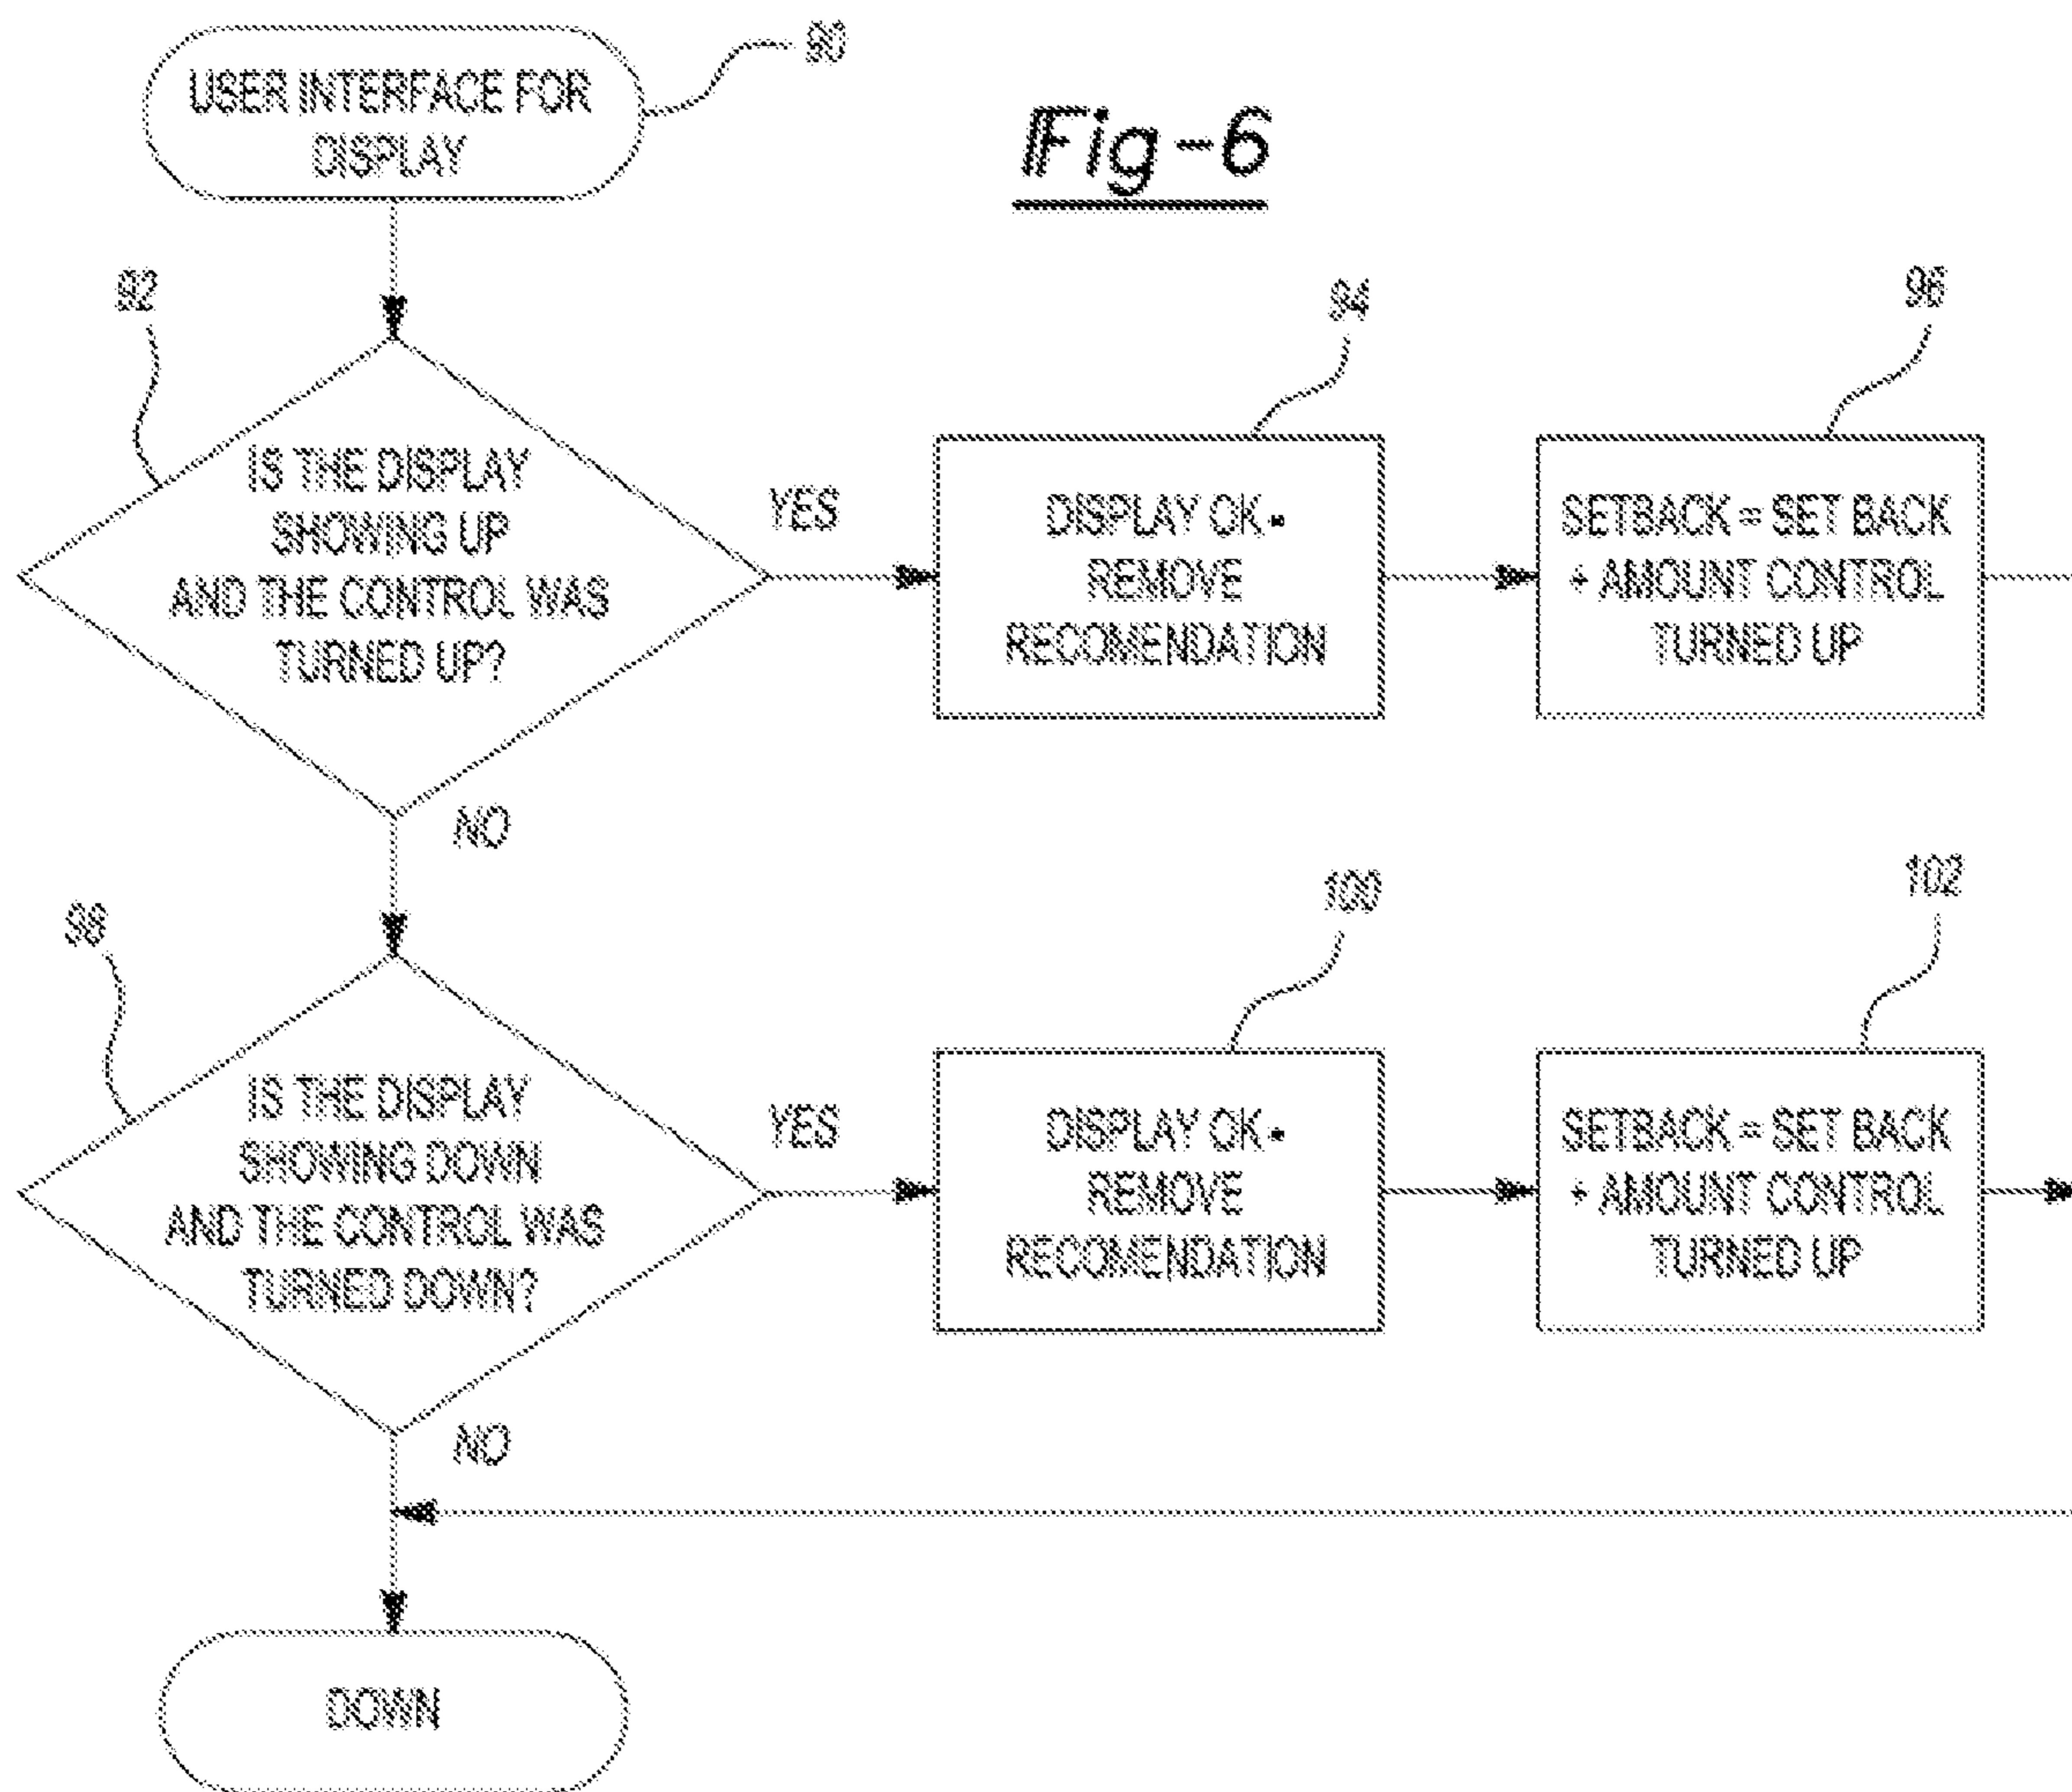 90
USER INTERFACE FOR
DISPLAY
Fig-6
92
IS THE DISPLAY
SHOWING UP
AND THE CONTROL WAS
TURNED UP?
YES
94
DISPLAY OK -
REMOVE
RECOMENDATION
96
SETBACK = SET BACK
+ AMOUNT CONTROL
TURNED UP
NO
98
IS THE DISPLAY
SHOWING DOWN
AND THE CONTROL WAS
TURNED DOWN?
YES
100
DISPLAY OK -
REMOVE
RECOMENDATION
102
SETBACK = SET BACK
+ AMOUNT CONTROL
TURNED UP
NO
DOWN